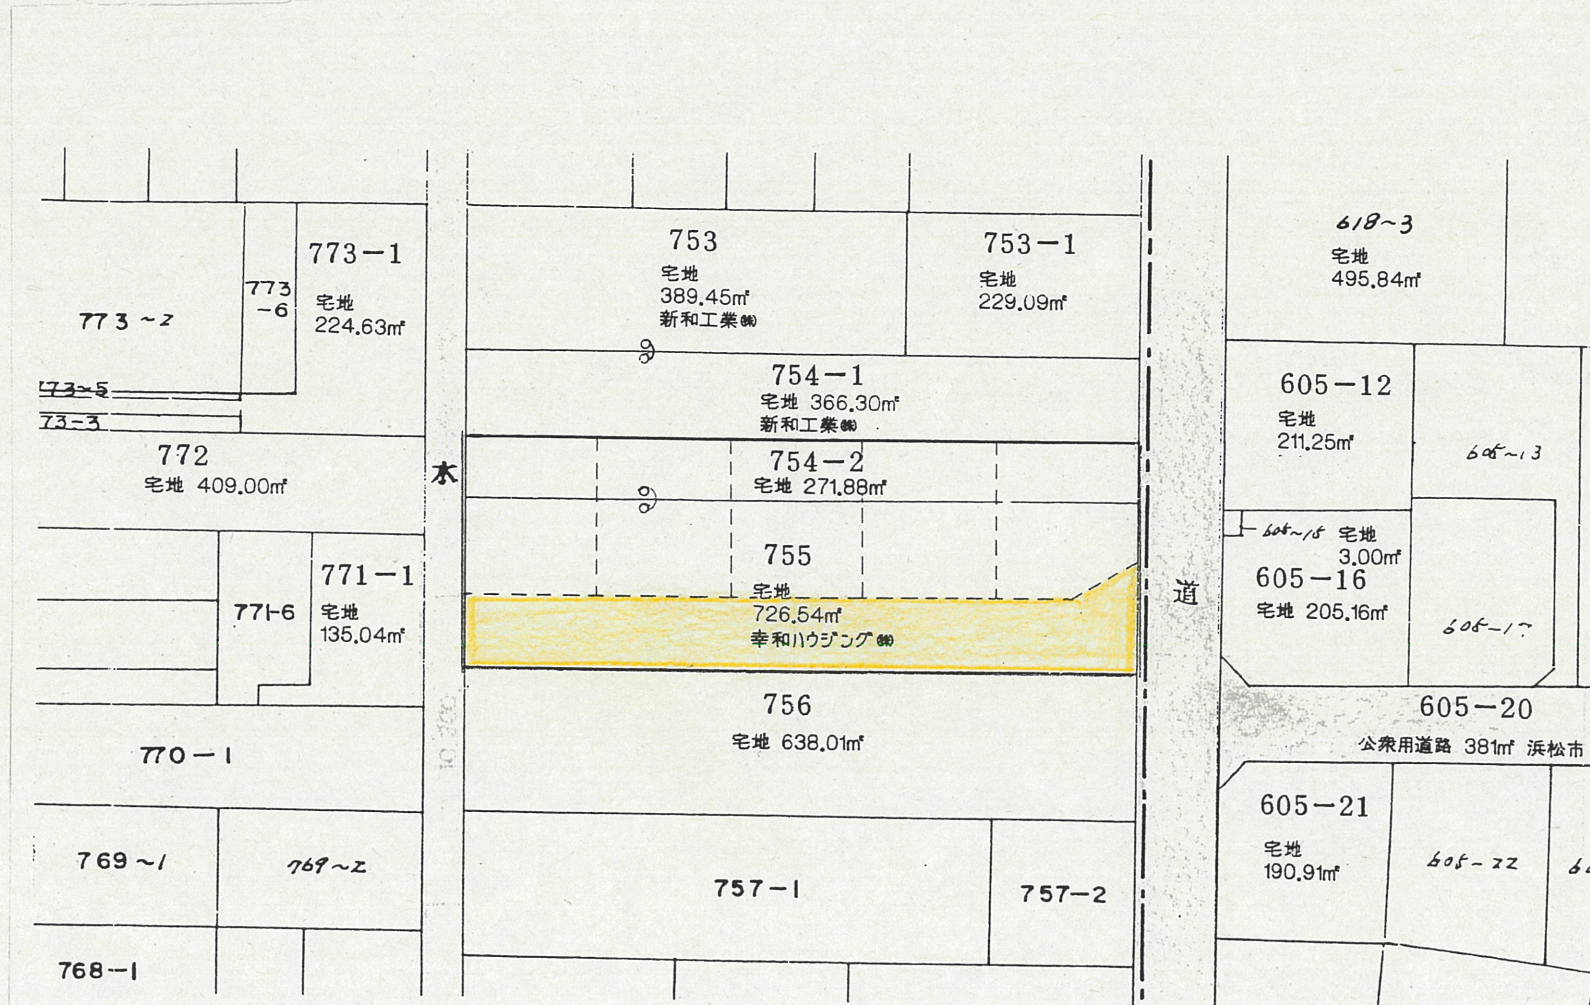 618~3
宅地
495.84㎡
753
宅地
389.45㎡
新和工業㈱
753-1
宅地
229.09㎡
773-1
宅地
224.63㎡
773
-6
773~2
73-3
754-1
宅地 366.30㎡
新和工業㈱
605-12
宅地
211.25㎡
605~13
772
宅地 409.00㎡
水
754-2
宅地 271.88㎡
605~15 宅地
3.00㎡
755
宅地
726.54㎡
幸和ハウジング㈱
道
605-16
宅地 205.16㎡
605-17
771-1
宅地
135.04㎡
771-6
756
宅地 638.01㎡
605-20
公衆用道路 381㎡ 浜松市
770-1
605-21
宅地
190.91㎡
605-22
769~1
769~2
757-1
757-2
768-1